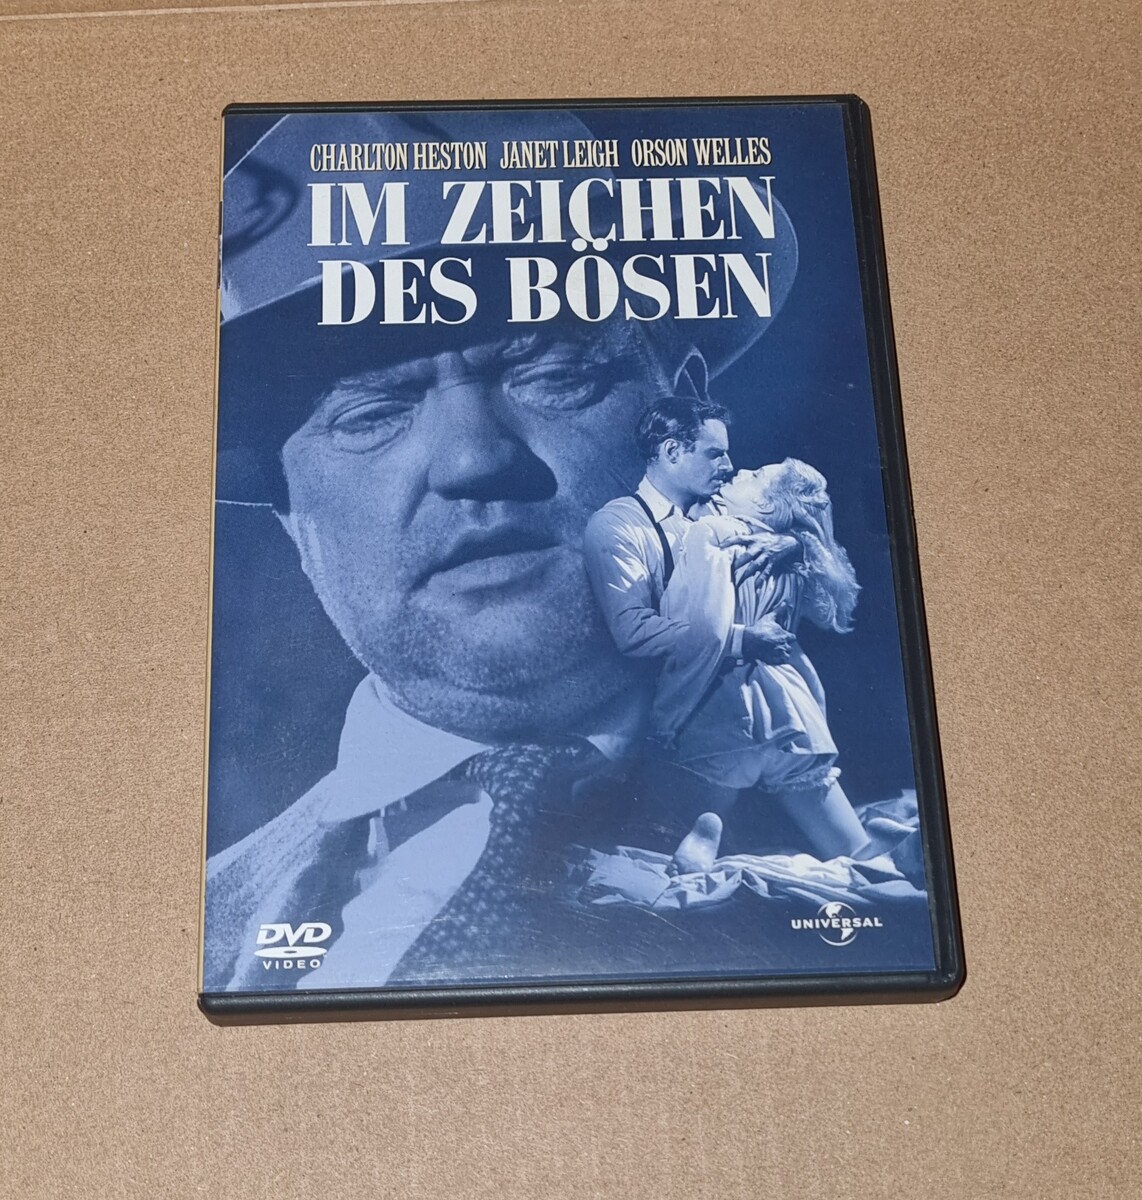 CHARLTON HESTON JANET LEIGH ORSON WELLES
IM ZEICHEN
DES BÖSEN
DVD
VIDEO
UNIVERSAL